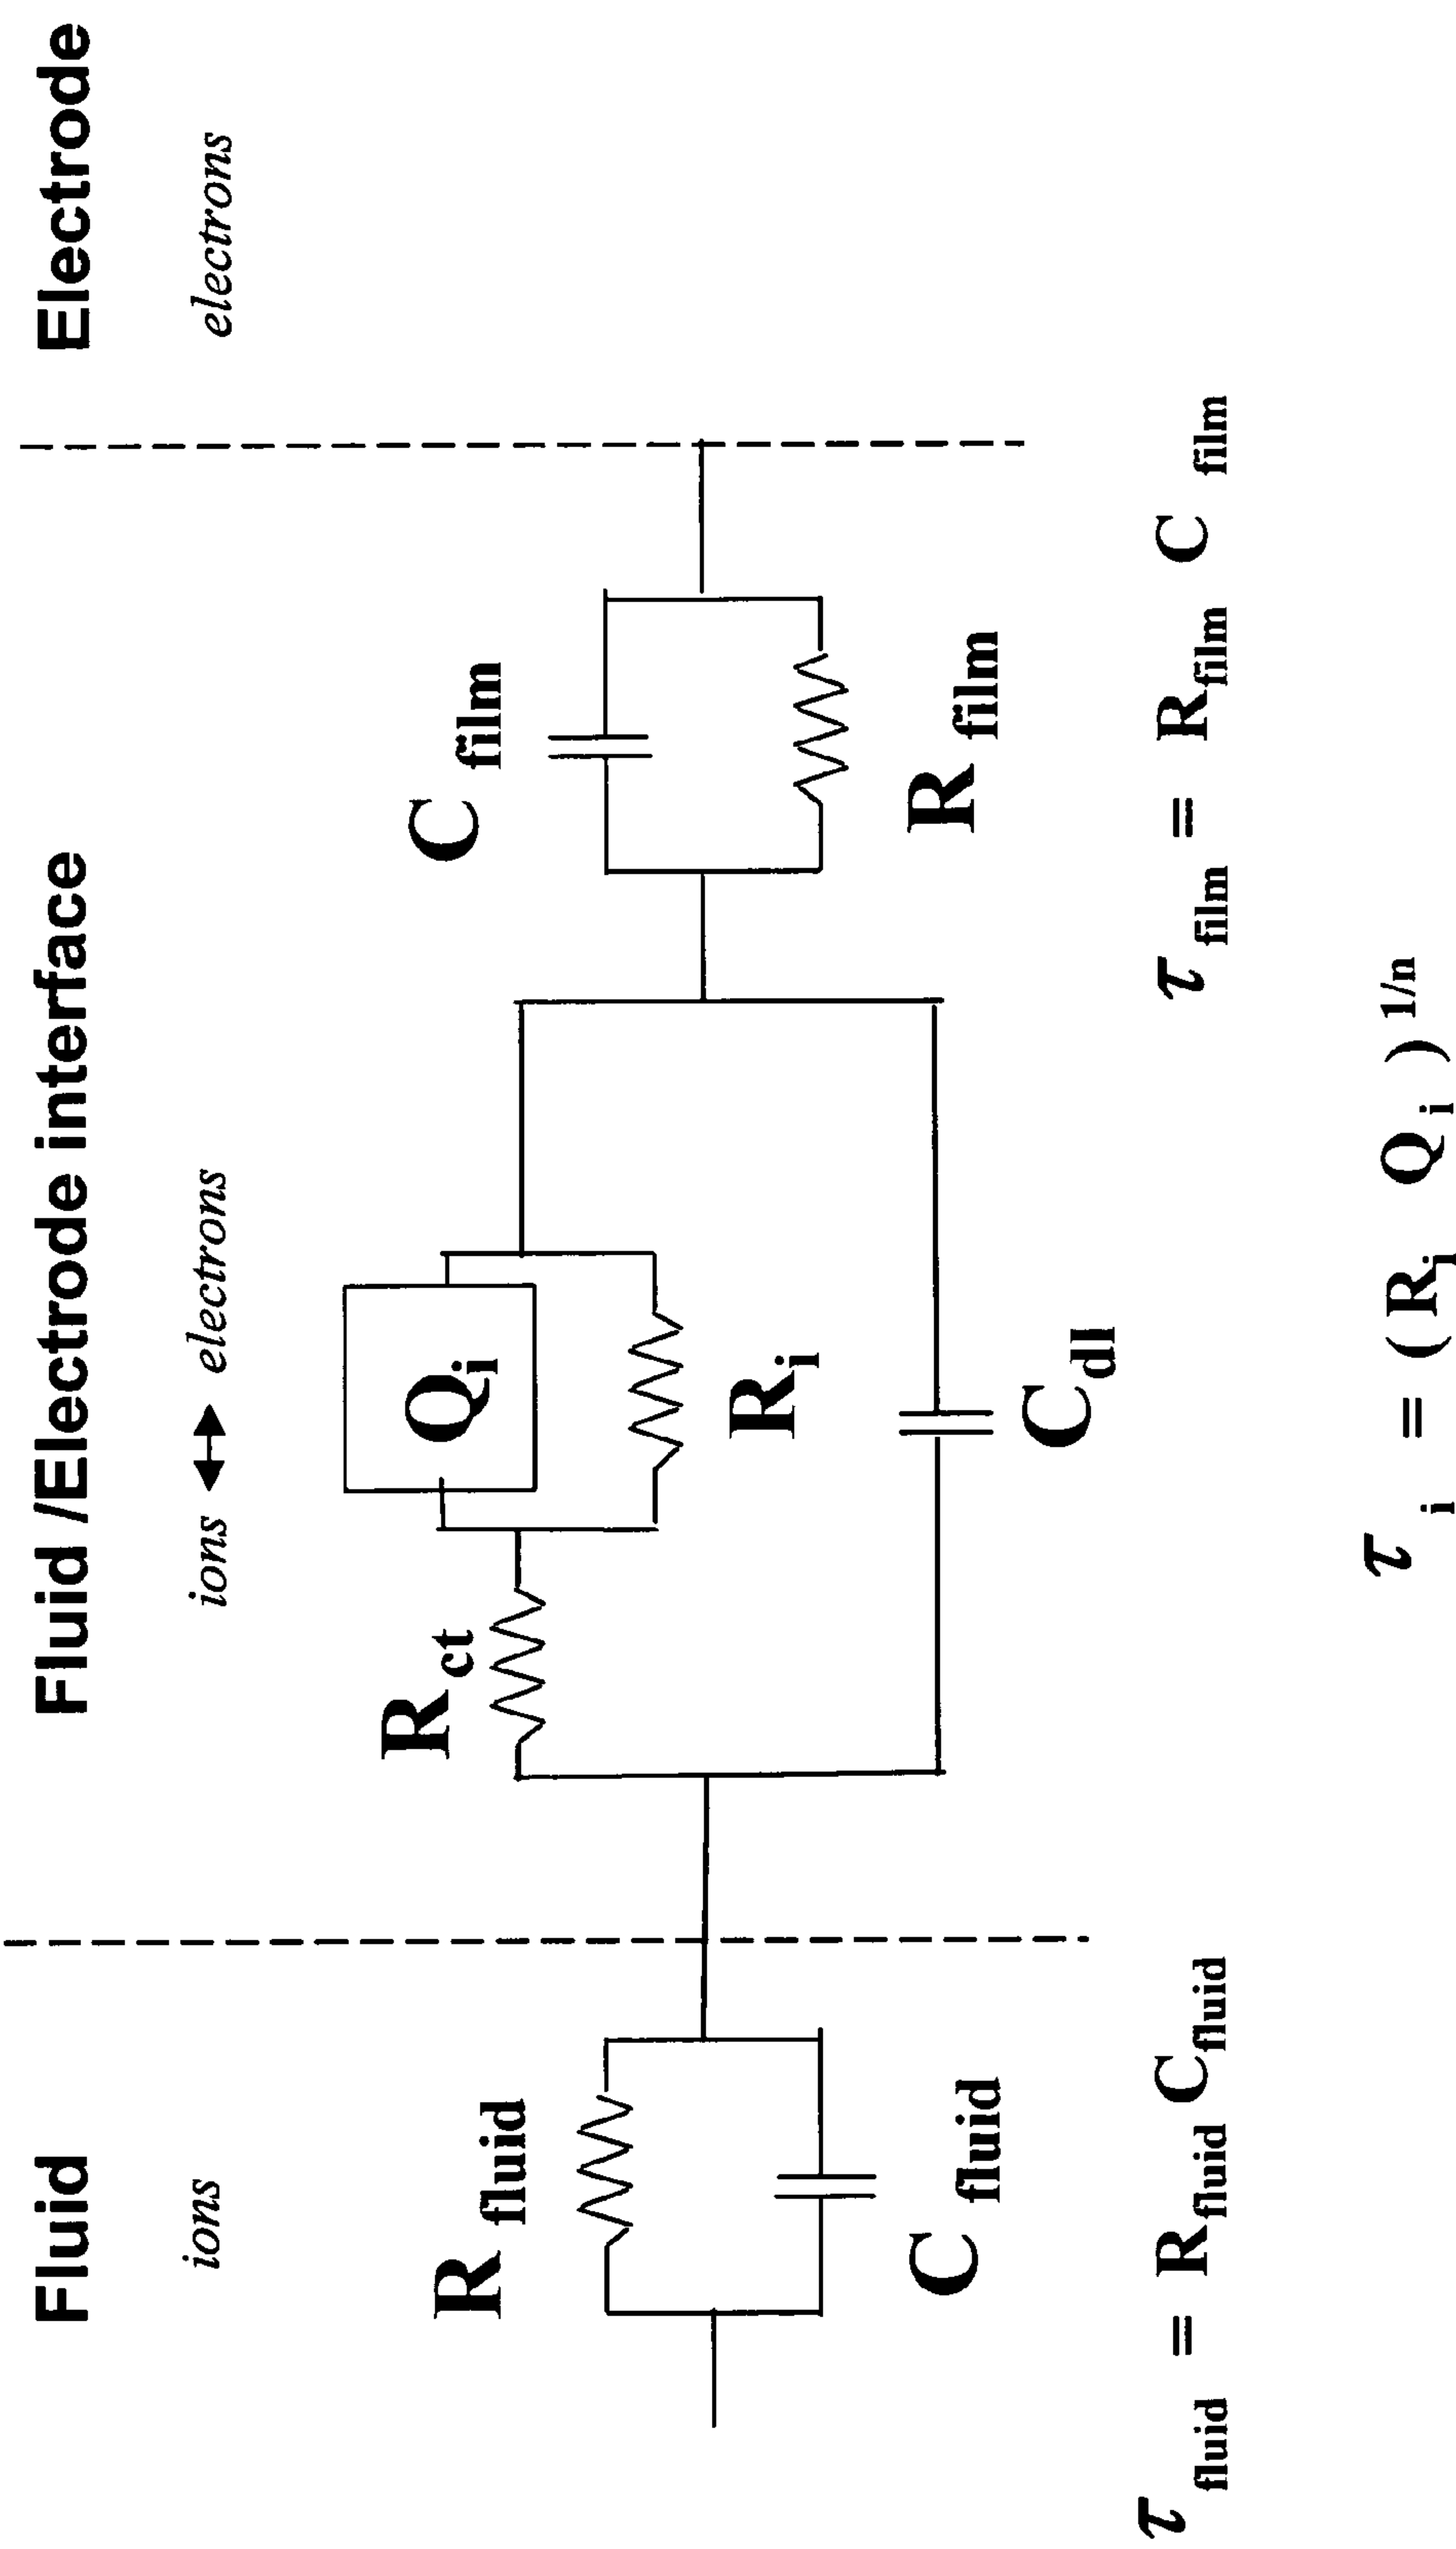 Fluid Fluid /Electrode interface Electrode
ions ions ↔ electrons electrons
R fluid
R ct
Q i
C film
R i
C fluid
C dl
R film
τ fluid = R fluid C fluid
τ film = R film C film
τ i = ( R i Q i ) 1/n